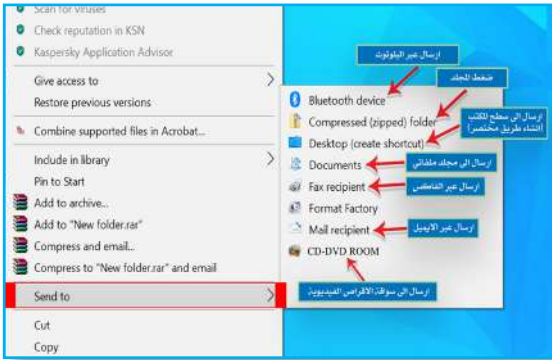 Scan for viruses
Check reputation in KSN
Kaspersky Application Advisor
Give access to
Restore previous versions
Combine supported files in Acrobat...
Include in library
Pin to Start
Add to archive...
Add to "New folder.rar"
Compress and email...
Compress to "New folder.rar" and email
Send to
Cut
Copy
Bluetooth device
Compressed (zipped) folder
Desktop (create shortcut)
Documents
Fax recipient
Format Factory
Mail recipient
CD-DVD ROOM
ارسال عبر البلوتوث
ضغط المجلد
ارسال الى سطح المكتب
(انشاء طريق مختصر)
ارسال الى مجلد ملفاتي
ارسال عبر الفاكس
ارسال عبر الايميل
ارسال الى سواقة الاقراص الفيديوية